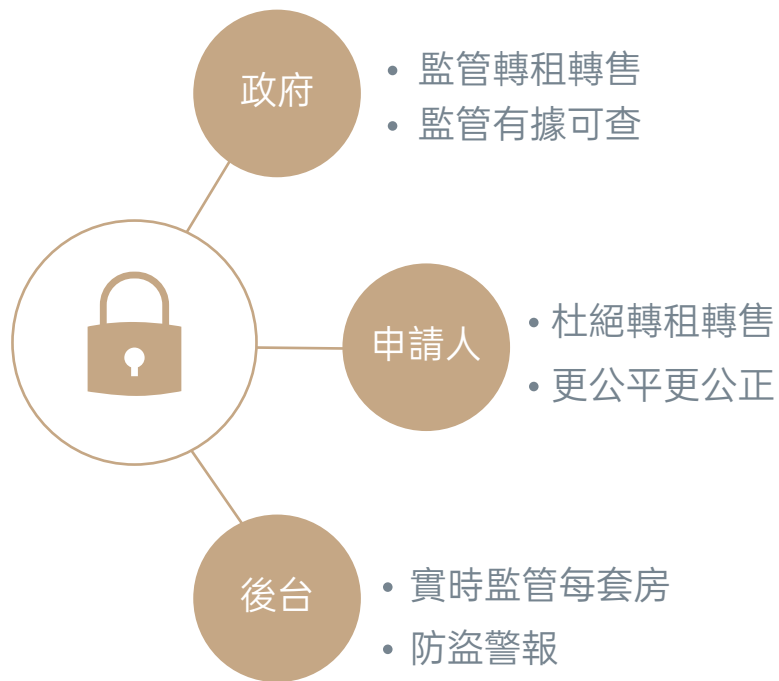 政府
• 監管轉租轉售
• 監管有據可查
申請人
• 杜絕轉租轉售
• 更公平更公正
後台
• 實時監管每套房
• 防盜警報